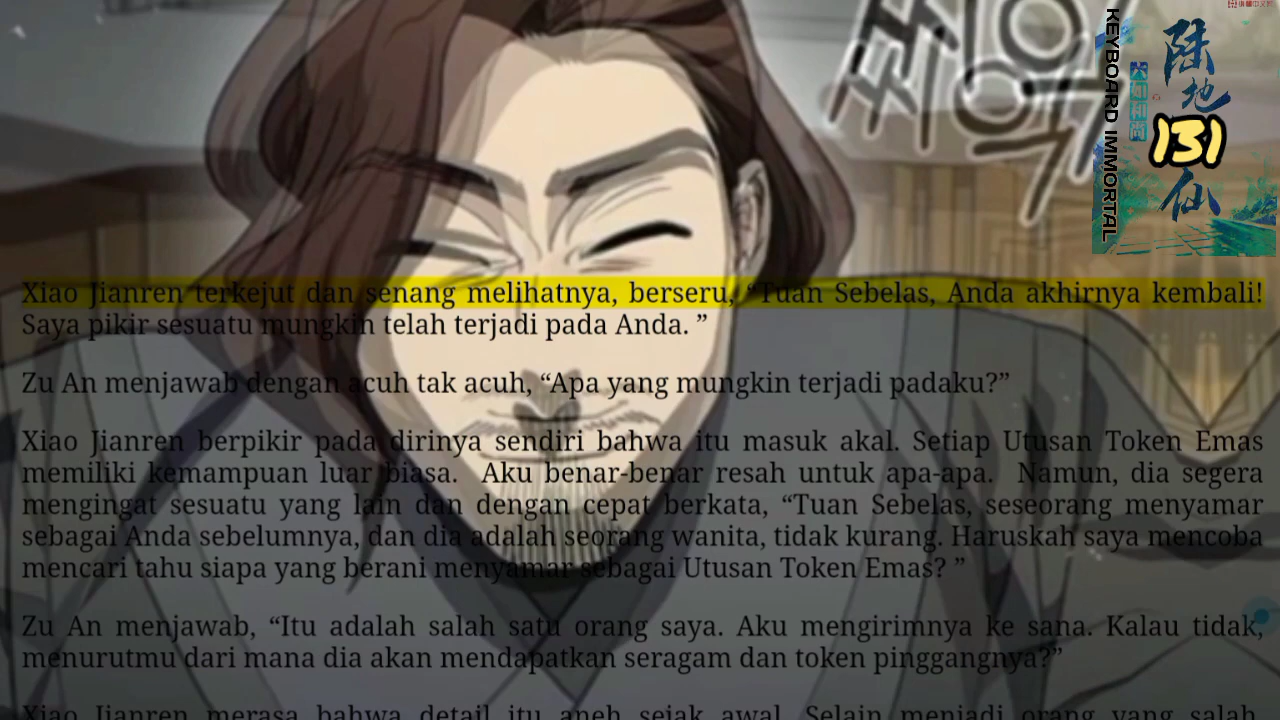 KEYBOARD IMMORTAL
陆地
131
仙
大如和尚
Xiao Jianren terkejut dan senang melihatnya, berseru, “Tuan Sebelas, Anda akhirnya kembali!
Saya pikir sesuatu mungkin telah terjadi pada Anda. ”
Zu An menjawab dengan acuh tak acuh, “Apa yang mungkin terjadi padaku?”
Xiao Jianren berpikir pada dirinya sendiri bahwa itu masuk akal. Setiap Utusan Token Emas
memiliki kemampuan luar biasa.  Aku benar-benar resah untuk apa-apa.  Namun, dia segera
mengingat sesuatu yang lain dan dengan cepat berkata, “Tuan Sebelas, seseorang menyamar
sebagai Anda sebelumnya, dan dia adalah seorang wanita, tidak kurang. Haruskah saya mencoba
mencari tahu siapa yang berani menyamar sebagai Utusan Token Emas? ”
Zu An menjawab, “Itu adalah salah satu orang saya. Aku mengirimnya ke sana. Kalau tidak,
menurutmu dari mana dia akan mendapatkan seragam dan token pinggangnya?”
Xiao Jianren merasa bahwa detail itu aneh sejak awal. Selain menjadi orang yang salah,